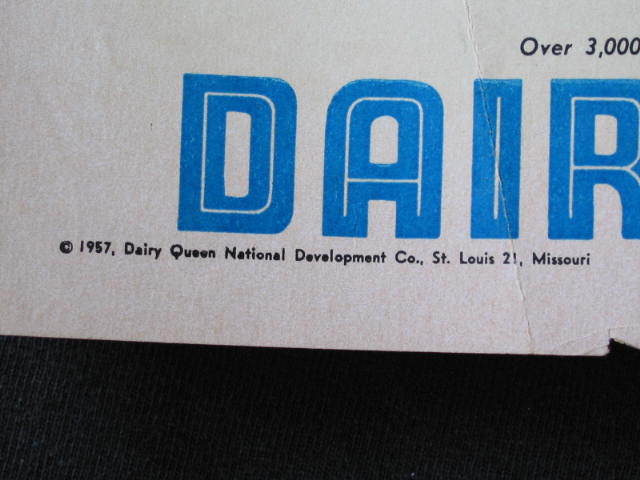 Over 3,000
DAIR
© 1957, Dairy Queen National Development Co., St. Louis 21, Missouri